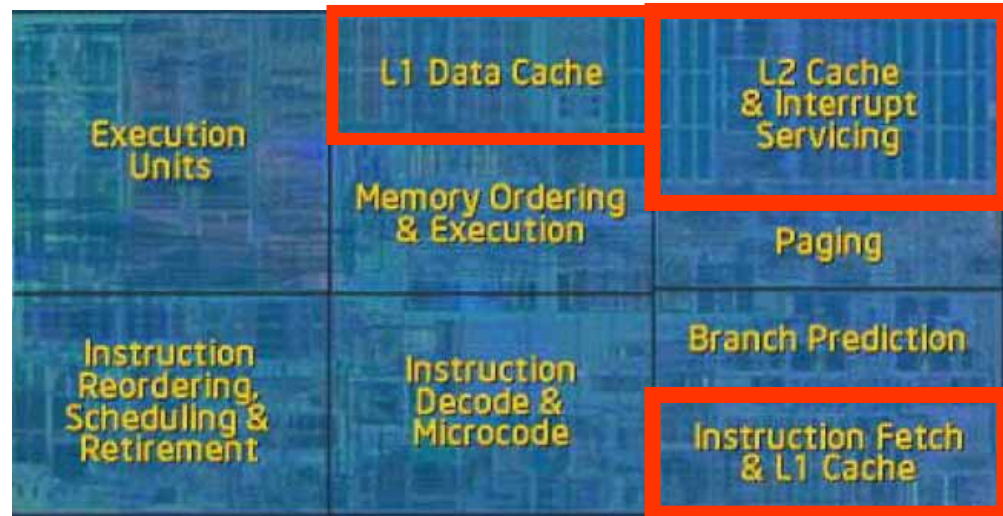 Execution
Units
L1 Data Cache
L2 Cache
& Interrupt
Servicing
Memory Ordering
& Execution
Paging
Instruction
Reordering,
Scheduling &
Retirement
Instruction
Decode &
Microcode
Branch Prediction
Instruction Fetch
& L1 Cache